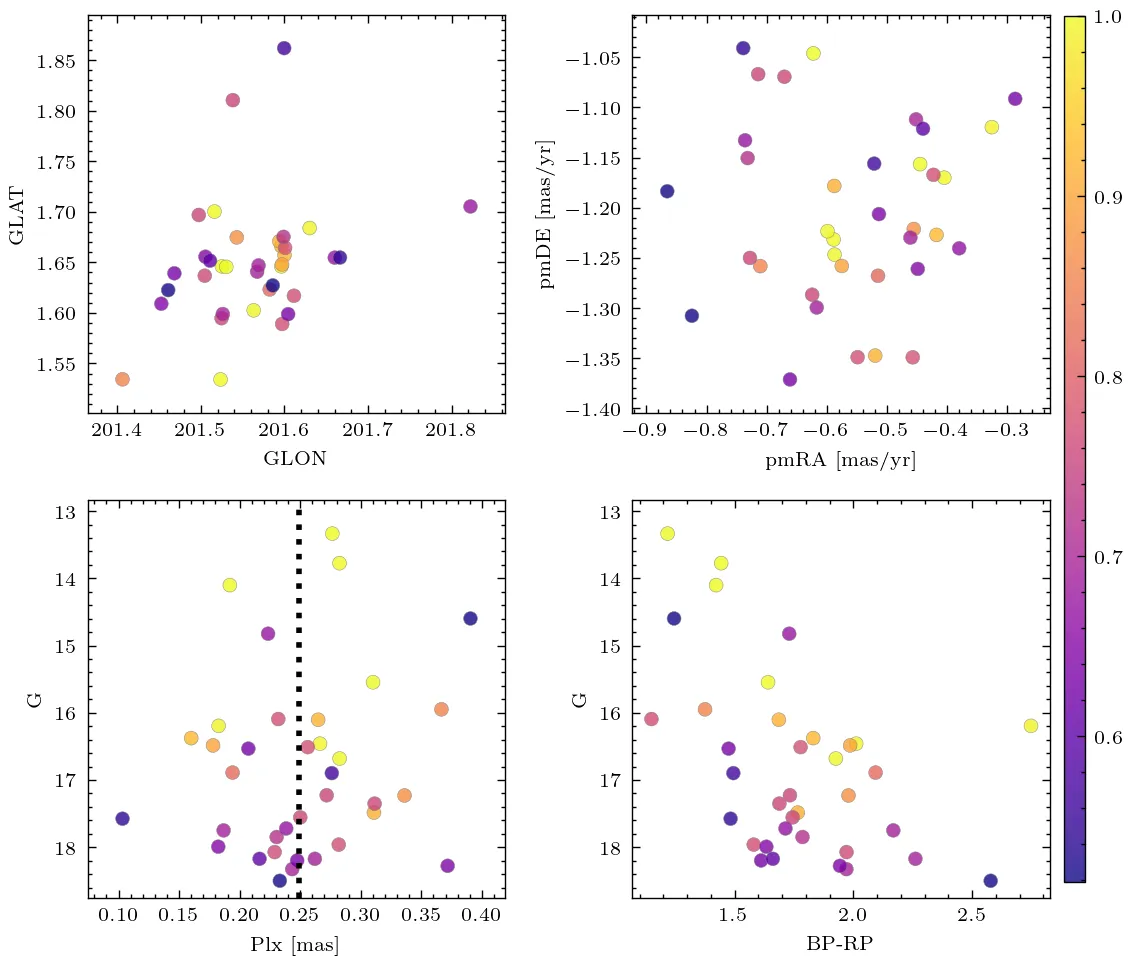 1.85
1.80
1.75
1.70
1.65
1.60
1.55
GLAT
201.4 201.5 201.6 201.7 201.8
GLON
−1.05
−1.10
−1.15
−1.20
−1.25
−1.30
−1.35
−1.40
pmDE [mas/yr]
−0.9 −0.8 −0.7 −0.6 −0.5 −0.4 −0.3
pmRA [mas/yr]
13
14
15
16
17
18
G
0.10 0.15 0.20 0.25 0.30 0.35 0.40
Plx [mas]
13
14
15
16
17
18
G
1.5 2.0 2.5
BP-RP
1.0
0.9
0.8
0.7
0.6